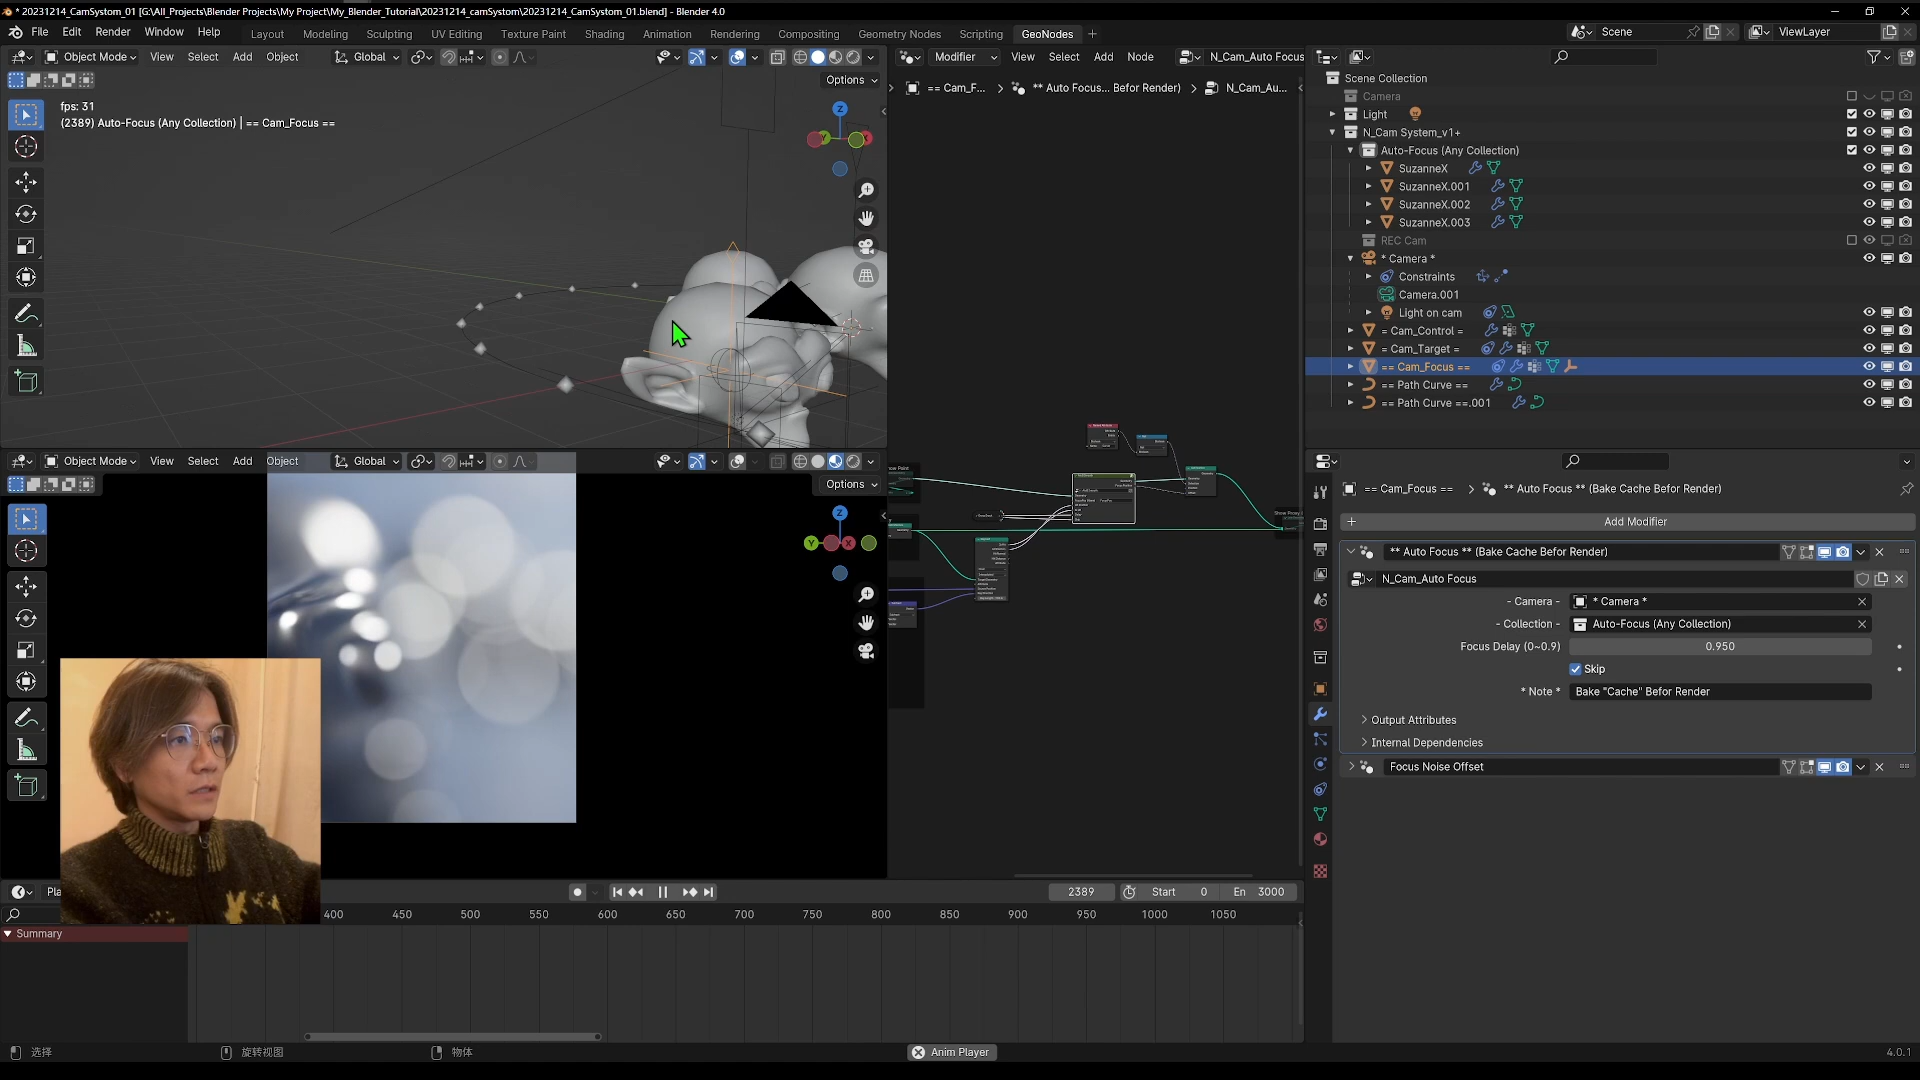 * 20231214_CamSystom_01 [G:\All_Projects\Blender Projects\My Project\My_Blender_Tutorial\20231214_camSystom\20231214_CamSystom_01.blend] - Blender 4.0
File Edit Render Window Help
Layout Modeling Sculpting UV Editing Texture Paint Shading Animation Rendering Compositing Geometry Nodes Scripting GeoNodes
Scene
ViewLayer
Object Mode View Select Add Object Global
Options
fps: 31
(2389) Auto-Focus (Any Collection) | == Cam_Focus ==
Z
Modifier View Select Add Node N_Cam_Auto Focus
== Cam_F... ** Auto Focus... Befor Render) N_Cam_Au...
Scene Collection
Camera
Light
N_Cam System_v1+
Auto-Focus (Any Collection)
SuzanneX
SuzanneX.001
SuzanneX.002
SuzanneX.003
REC Cam
* Camera *
Constraints
Camera.001
Light on cam
= Cam_Control =
= Cam_Target =
== Cam_Focus ==
== Path Curve ==
== Path Curve ==.001
Object Mode View Select Add Object Global
Options
Z
Y X
== Cam_Focus == ** Auto Focus ** (Bake Cache Befor Render)
Add Modifier
** Auto Focus ** (Bake Cache Befor Render)
N_Cam_Auto Focus
- Camera - * Camera *
- Collection - Auto-Focus (Any Collection)
Focus Delay (0~0.9) 0.950
Skip
* Note * Bake "Cache" Befor Render
Output Attributes
Internal Dependencies
Focus Noise Offset
Pla
2389 Start 0 En 3000
400 450 500 550 600 650 700 750 800 850 900 950 1000 1050
Summary
选择 旋转视图 物体
Anim Player
4.0.1